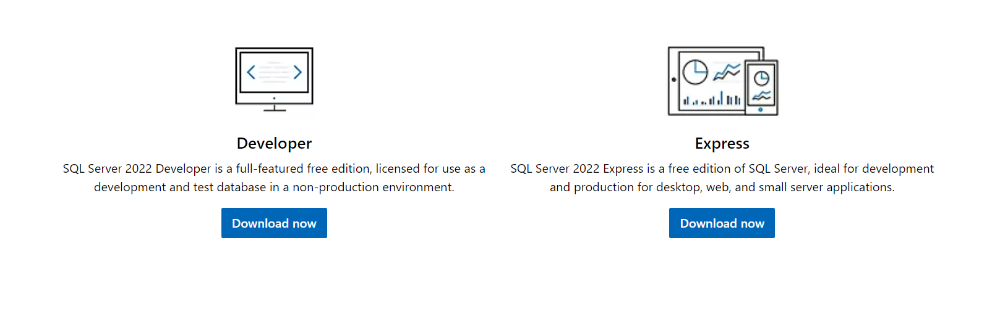 Developer
SQL Server 2022 Developer is a full-featured free edition, licensed for use as a
development and test database in a non-production environment.
Download now
Express
SQL Server 2022 Express is a free edition of SQL Server, ideal for development
and production for desktop, web, and small server applications.
Download now